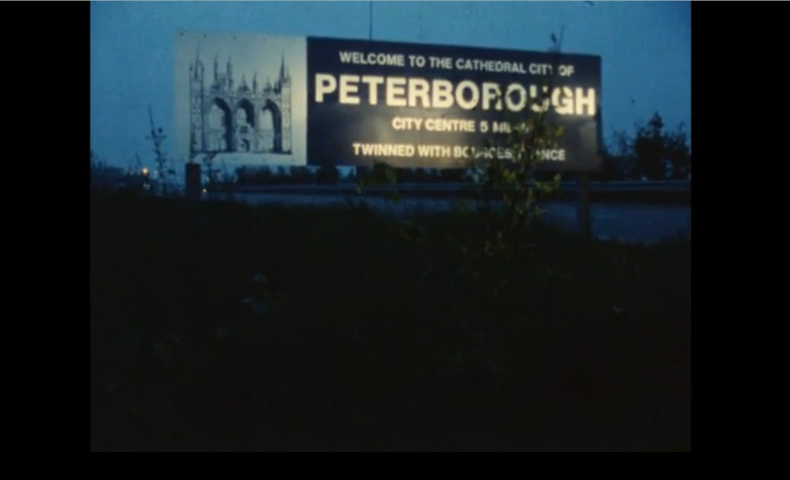 WELCOME TO THE CATHEDRAL CITY OF
PETERBOROUGH
CITY CENTRE 5
TWINNED WITH